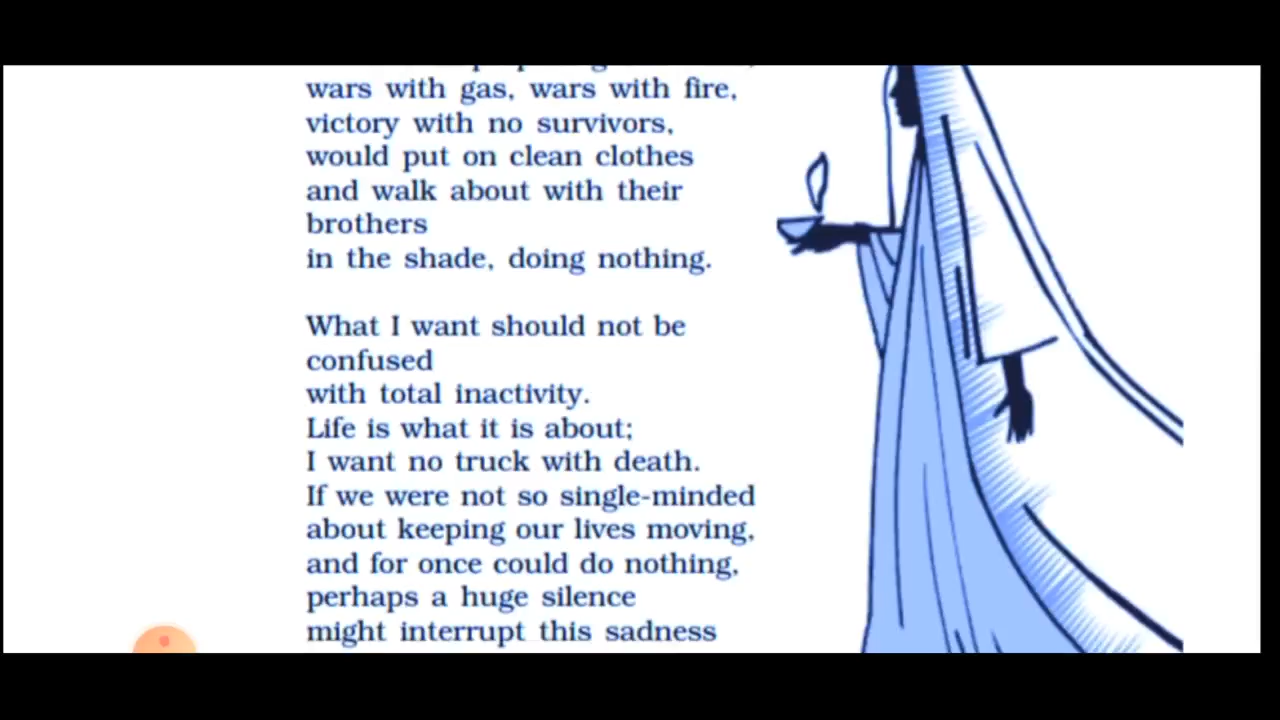 wars with gas, wars with fire,
victory with no survivors,
would put on clean clothes
and walk about with their
brothers
in the shade, doing nothing.
What I want should not be
confused
with total inactivity.
Life is what it is about;
I want no truck with death.
If we were not so single-minded
about keeping our lives moving,
and for once could do nothing,
perhaps a huge silence
might interrupt this sadness